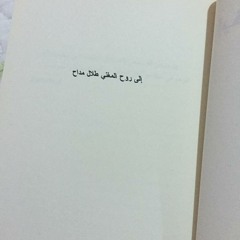 إلى روح المغني طلال مداح